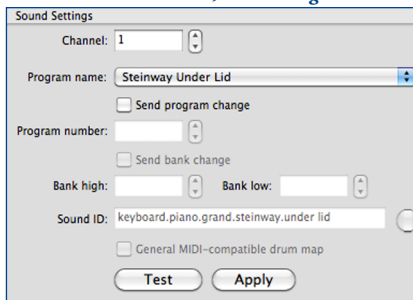 Sound Settings
Channel: 1
Program name: Steinway Under Lid
Send program change
Program number:
Send bank change
Bank high: Bank low:
Sound ID: keyboard.piano.grand.steinway.under lid
General MIDI-compatible drum map
Test Apply